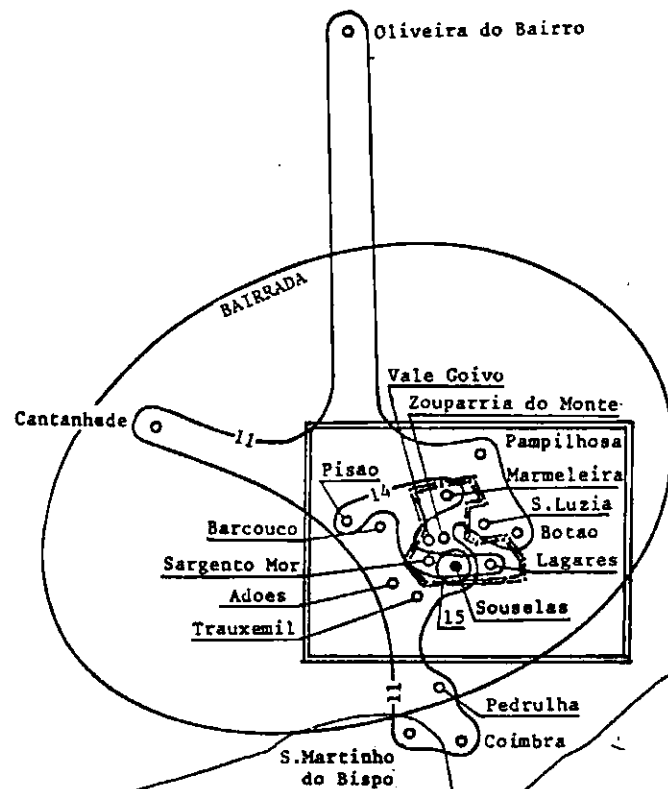 Oliveira do Bairro
BAIRRADA
Vale Goivo
Zouparria do Monte
Cantanhede
11
Pampilhosa
Pisao
14
Marmeleira
S.Luzia
Barcouco
Botao
Sargento Mor
Lagares
Adoes
Souselas
15
Trauxemil
11
Pedrulha
Coimbra
S.Martinho
do Bispo